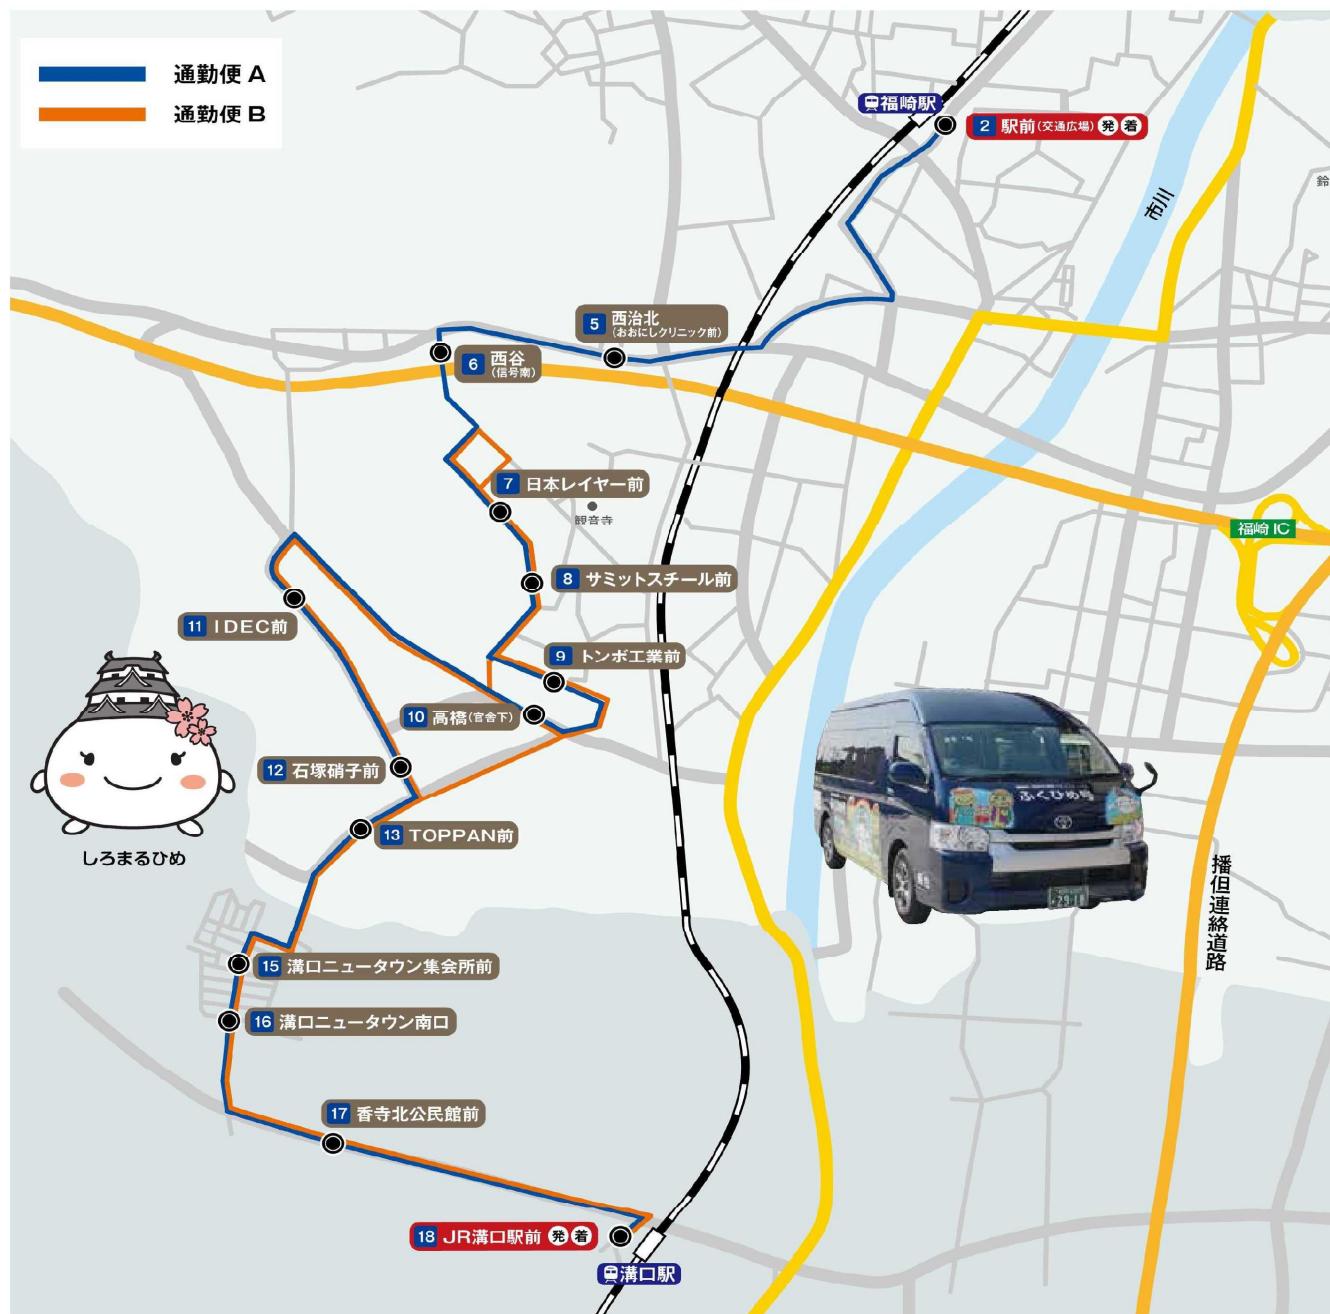 通勤便 A
通勤便 B
福崎駅
2 駅前(交通広場) 発 着
鈴
市川
5 西治北
(おおにしクリニック前)
6 西谷
(信号南)
7 日本レイヤー前
観音寺
福崎 IC
8 サミットスチール前
11 IDEC前
9 トンボ工業前
10 高橋(官舎下)
12 石塚硝子前
ふくひめ号
13 TOPPAN前
しろまるひめ
播但連絡道路
15 溝口ニュータウン集会所前
16 溝口ニュータウン南口
17 香寺北公民館前
18 JR溝口駅前 発 着
溝口駅